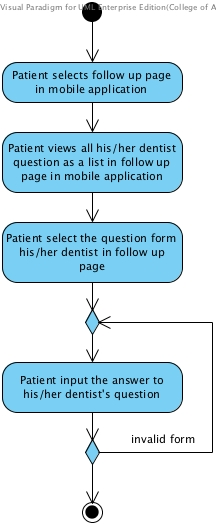 Visual Paradigm for UML Enterprise Edition(College of A
Patient selects follow up page
in mobile application
Patient views all his/her dentist
question as a list in follow up
page in mobile application
Patient select the question form
his/her dentist in follow up
page
Patient input the answer to
his/her dentist's question
invalid form